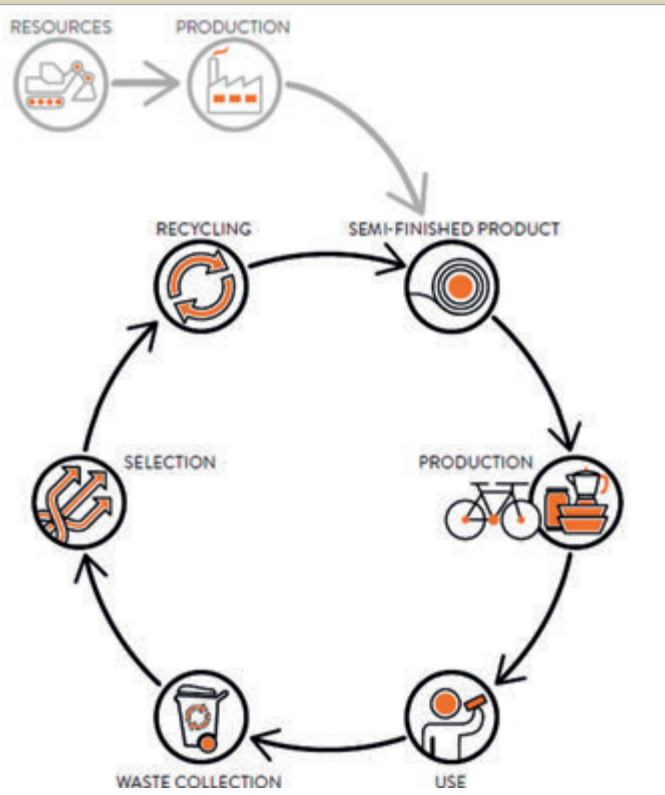 RESOURCES
PRODUCTION
RECYCLING
SEMI-FINISHED PRODUCT
SELECTION
PRODUCTION
WASTE COLLECTION
USE